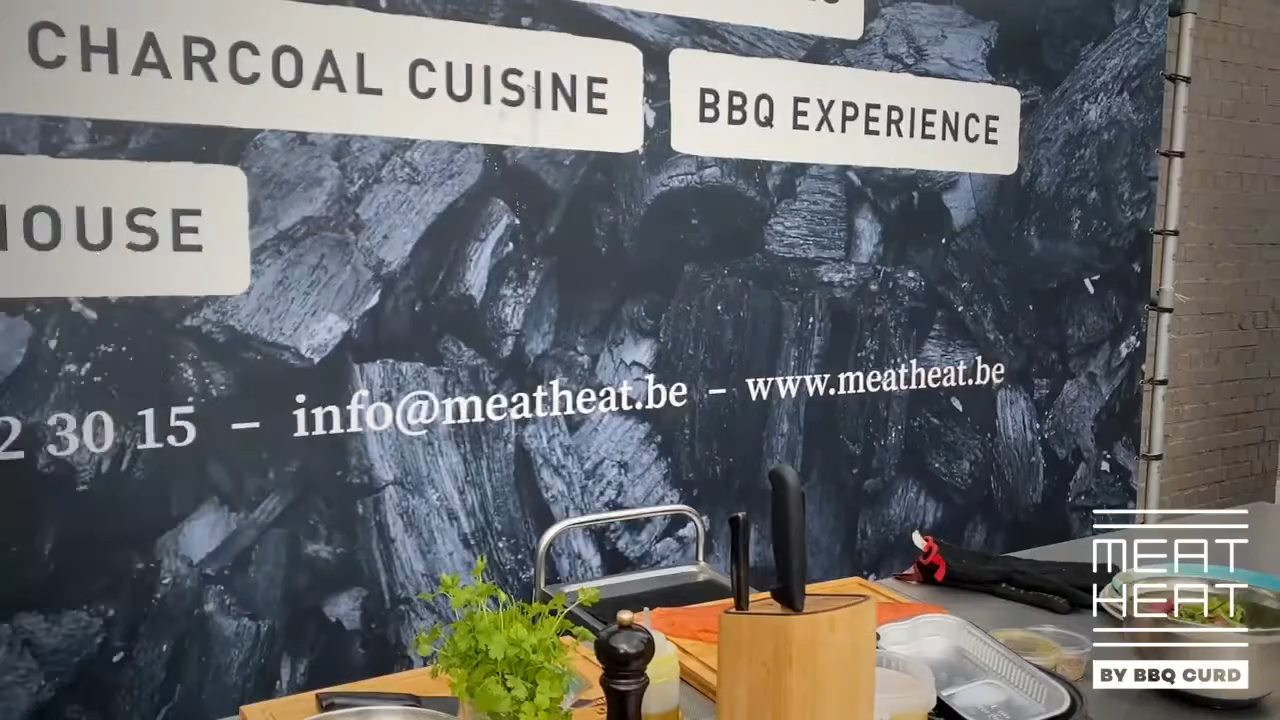 CHARCOAL CUISINE
BBQ EXPERIENCE
HOUSE
2 30 15 – info@meatheat.be – www.meatheat.be
MEAT
HEAT
BY BBQ CURD